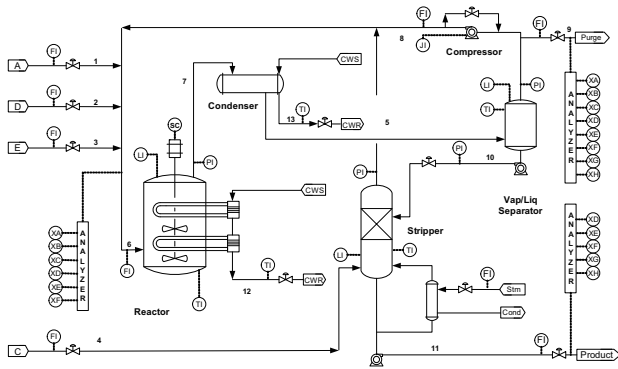 FI
8
FI
9
Purge
JI
Compressor
A
FI
1
7
CWS
LI
PI
Condenser
TI
13
CWR
5
TI
D
FI
2
XA
XB
XC
XD
XE
XF
XG
XH
ANALYZER
E
FI
3
SC
LI
PI
PI
10
Vap/Liq
Separator
PI
CWS
Stripper
XA
XB
XC
XD
XE
XF
ANALYZER
6
FI
TI
12
CWR
TI
Reactor
LI
TI
XD
XE
XF
XG
XH
ANALYZER
FI
Stm
Cond
C
FI
4
11
FI
Product